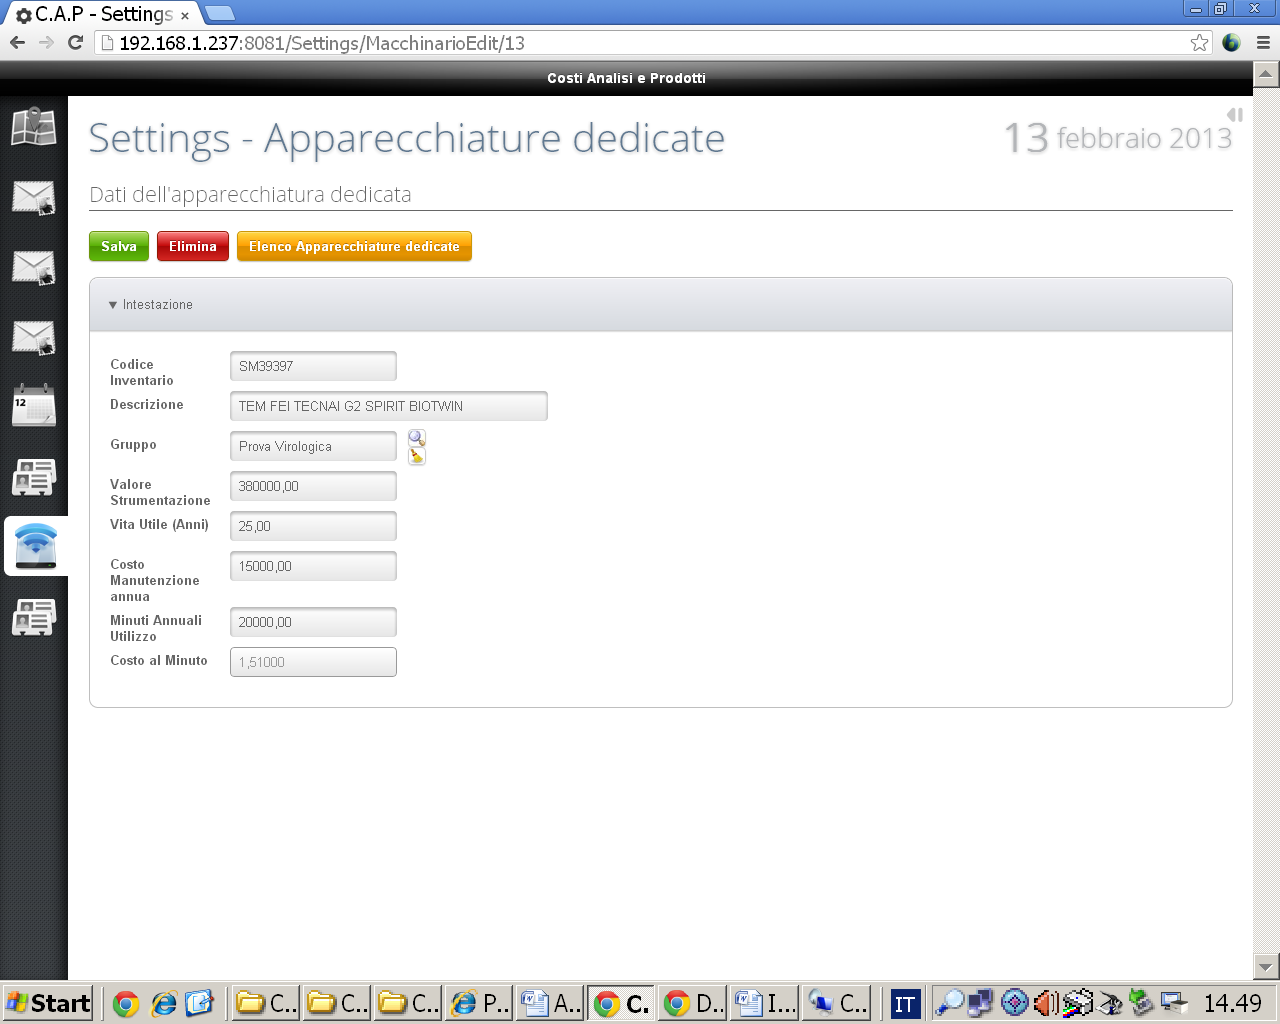 C.A.P - Settings
192.168.1.237:8081/Settings/MacchinarioEdit/13
Costi Analisi e Prodotti
Settings - Apparecchiature dedicate
13 febbraio 2013
Dati dell'apparecchiatura dedicata
Salva Elimina Elenco Apparecchiature dedicate
Intestazione
Codice
Inventario
SM39397
Descrizione
TEM FEI TECNAI G2 SPIRIT BIOTWIN
Gruppo
Prova Virologica
Valore
Strumentazione
380000,00
Vita Utile (Anni)
25,00
Costo
Manutenzione
annua
15000,00
Minuti Annuali
Utilizzo
20000,00
Costo al Minuto
1,51000
12
Start C... C... C... P... A... C. D... I... C... IT 14.49